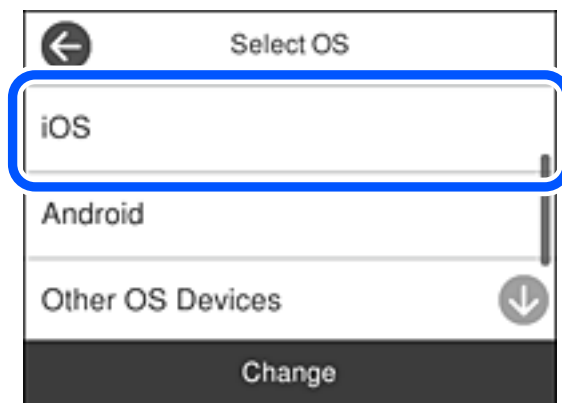 Select OS
iOS
Android
Other OS Devices
Change